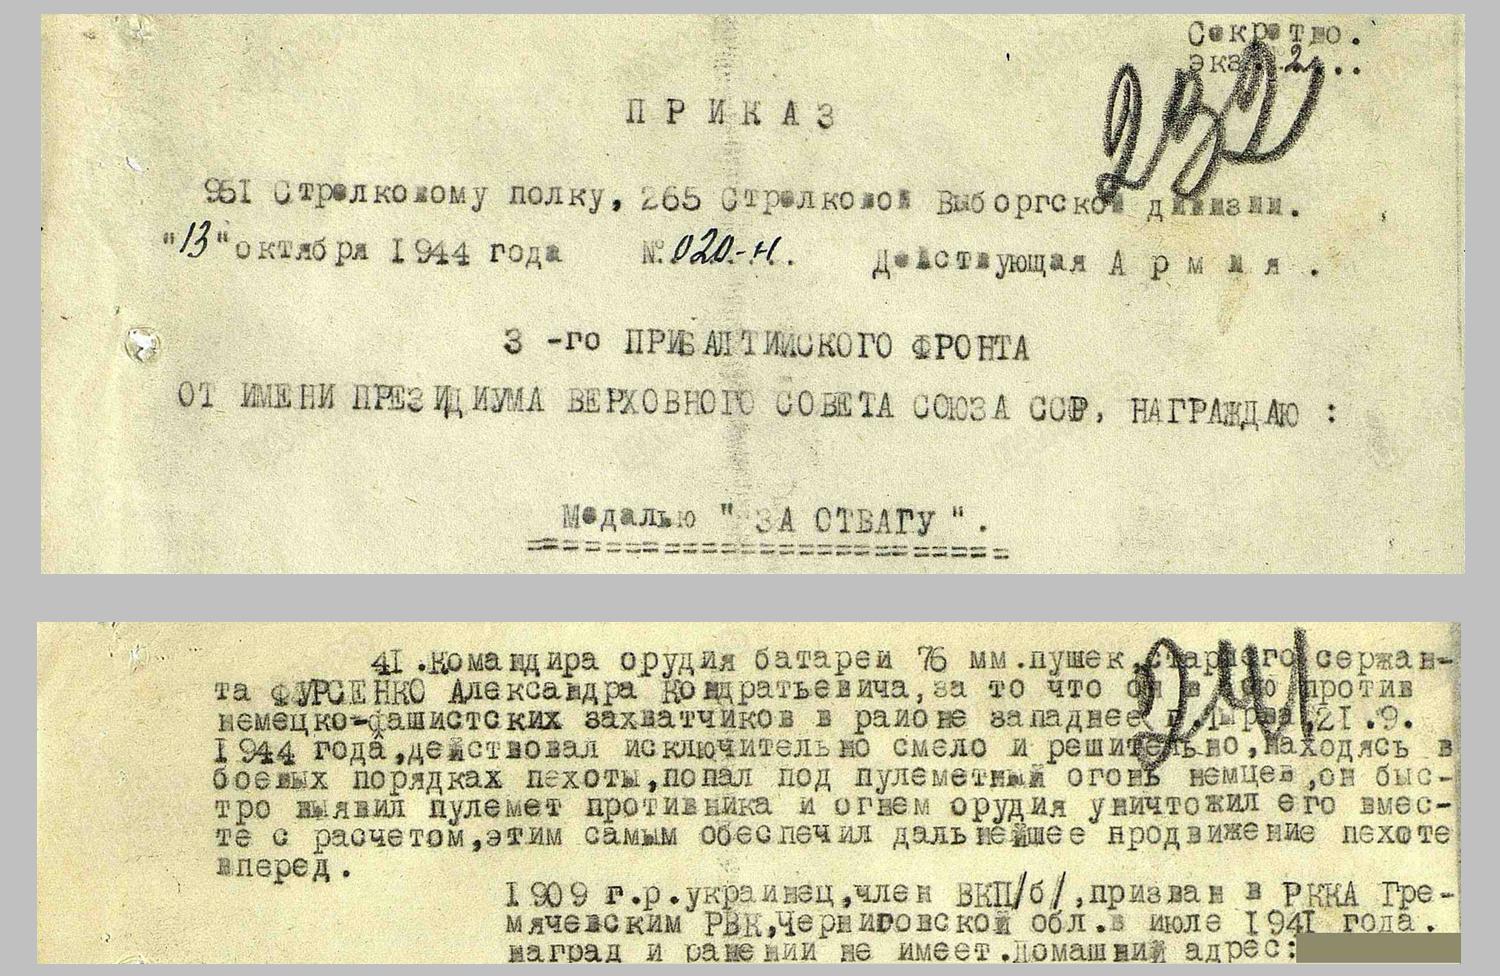 Секретно.
экз. 2...
232
ПРИКАЗ
951 Стрелковому полку, 265 Стрелковой Выборгской дивизии.
"13" октября 1944 года №.020-н. Действующая Армия.
3-го ПРИБАЛТИЙСКОГО ФРОНТА
ОТ ИМЕНИ ПРЕЗИДИУМА ВЕРХОВНОГО СОВЕТА СОЮЗА ССР, НАГРАЖДАЮ :
Медалью " ЗА ОТВАГУ ".
241
41.Командира орудия батареи 76 мм.пушек,старшего сержан-
та ФУРСЕНКО Александра Кондратьевича,за то что он в бою против
немецко-фашистских захватчиков в районе западнее 21.9.
1944 года,действовал исключительно смело и решительно,находясь в
боевых порядках пехоты,попал под пулеметный огонь немцев,он быс-
тро выявил пулемет противника и огнем орудия уничтожил его вмес-
те с расчетом,этим самым обеспечил дальнейшее продвижение пехоте
вперед.
1909 г.р.украинец,член ВКП/б/,призван в РККА Гре-
мячевским РВК,Черниговской обл.в июле 1941 года.
наград и ранений не имеет.Домашний адрес: